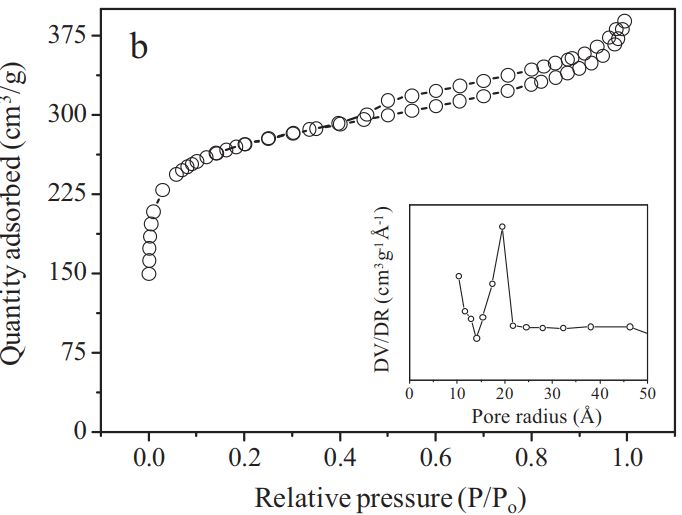 b
375
300
225
150
75
0
Quantity adsorbed (cm³/g)
0.0 0.2 0.4 0.6 0.8 1.0
Relative pressure (P/Pₒ)
DV/DR (cm³g⁻¹Å⁻¹)
0 10 20 30 40 50
Pore radius (Å)